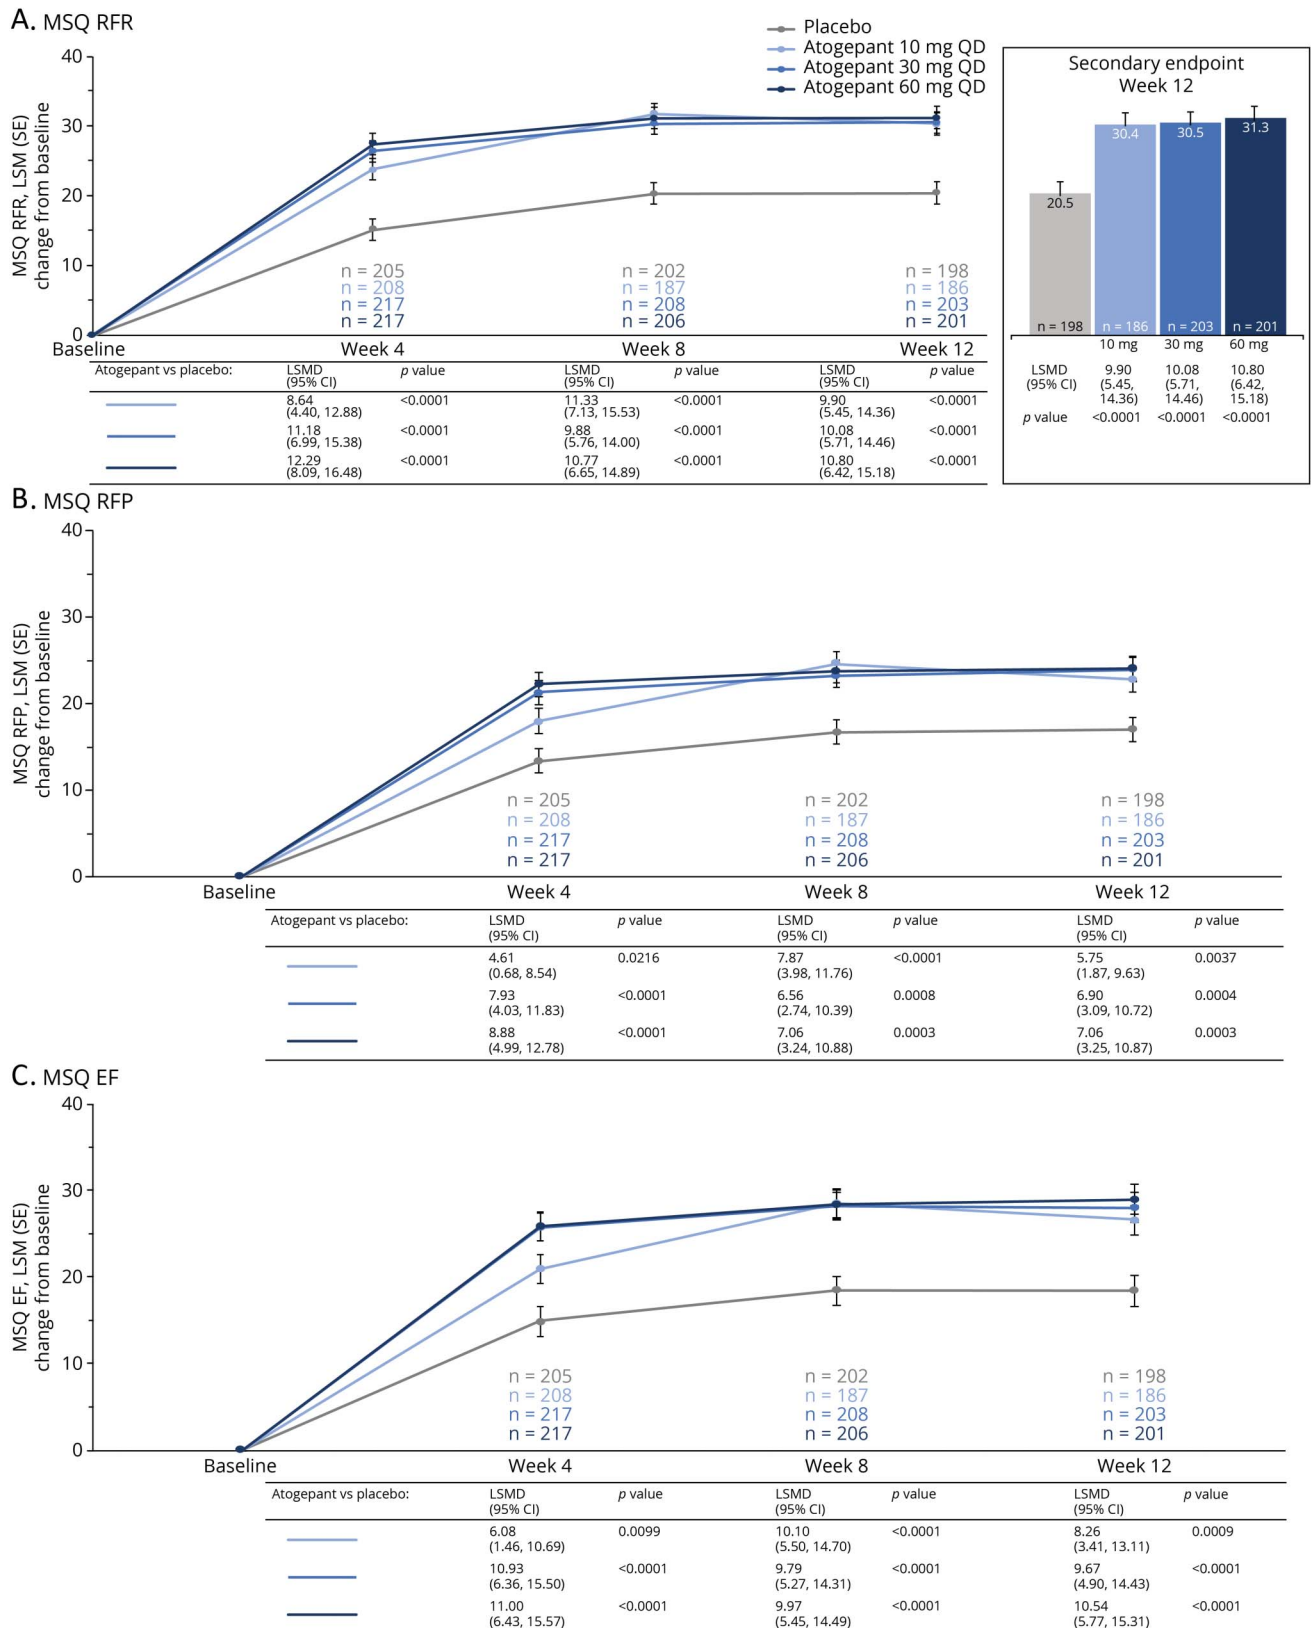 A. MSQ RFR
Placebo
Atogepant 10 mg QD
Atogepant 30 mg QD
Atogepant 60 mg QD
MSQ RFR, LSM (SE)
change from baseline
40
30
20
10
0
n = 205
n = 208
n = 217
n = 217
n = 202
n = 187
n = 208
n = 206
n = 198
n = 186
n = 203
n = 201
Baseline Week 4 Week 8 Week 12
Atogepant vs placebo: LSMD p value LSMD p value LSMD p value
(95% CI) (95% CI) (95% CI)
8.64 <0.0001 11.33 <0.0001 9.90 <0.0001
(4.40, 12.88) (7.13, 15.53) (5.45, 14.36)
11.18 <0.0001 9.88 <0.0001 10.08 <0.0001
(6.99, 15.38) (5.76, 14.00) (5.71, 14.46)
12.29 <0.0001 10.77 <0.0001 10.80 <0.0001
(8.09, 16.48) (6.65, 14.89) (6.42, 15.18)
Secondary endpoint
Week 12
20.5 30.4 30.5 31.3
n = 198 n = 186 n = 203 n = 201
10 mg 30 mg 60 mg
LSMD 9.90 10.08 10.80
(95% CI) (5.45, (5.71, (6.42,
14.36) 14.46) 15.18)
p value <0.0001 <0.0001 <0.0001
B. MSQ RFP
MSQ RFP, LSM (SE)
change from baseline
40
30
20
10
0
n = 205
n = 208
n = 217
n = 217
n = 202
n = 187
n = 208
n = 206
n = 198
n = 186
n = 203
n = 201
Baseline Week 4 Week 8 Week 12
Atogepant vs placebo: LSMD p value LSMD p value LSMD p value
(95% CI) (95% CI) (95% CI)
4.61 0.0216 7.87 <0.0001 5.75 0.0037
(0.68, 8.54) (3.98, 11.76) (1.87, 9.63)
7.93 <0.0001 6.56 0.0008 6.90 0.0004
(4.03, 11.83) (2.74, 10.39) (3.09, 10.72)
8.88 <0.0001 7.06 0.0003 7.06 0.0003
(4.99, 12.78) (3.24, 10.88) (3.25, 10.87)
C. MSQ EF
MSQ EF, LSM (SE)
change from baseline
40
30
20
10
0
n = 205
n = 208
n = 217
n = 217
n = 202
n = 187
n = 208
n = 206
n = 198
n = 186
n = 203
n = 201
Baseline Week 4 Week 8 Week 12
Atogepant vs placebo: LSMD p value LSMD p value LSMD p value
(95% CI) (95% CI) (95% CI)
6.08 0.0099 10.10 <0.0001 8.26 0.0009
(1.46, 10.69) (5.50, 14.70) (3.41, 13.11)
10.93 <0.0001 9.79 <0.0001 9.67 <0.0001
(6.36, 15.50) (5.27, 14.31) (4.90, 14.43)
11.00 <0.0001 9.97 <0.0001 10.54 <0.0001
(6.43, 15.57) (5.45, 14.49) (5.77, 15.31)